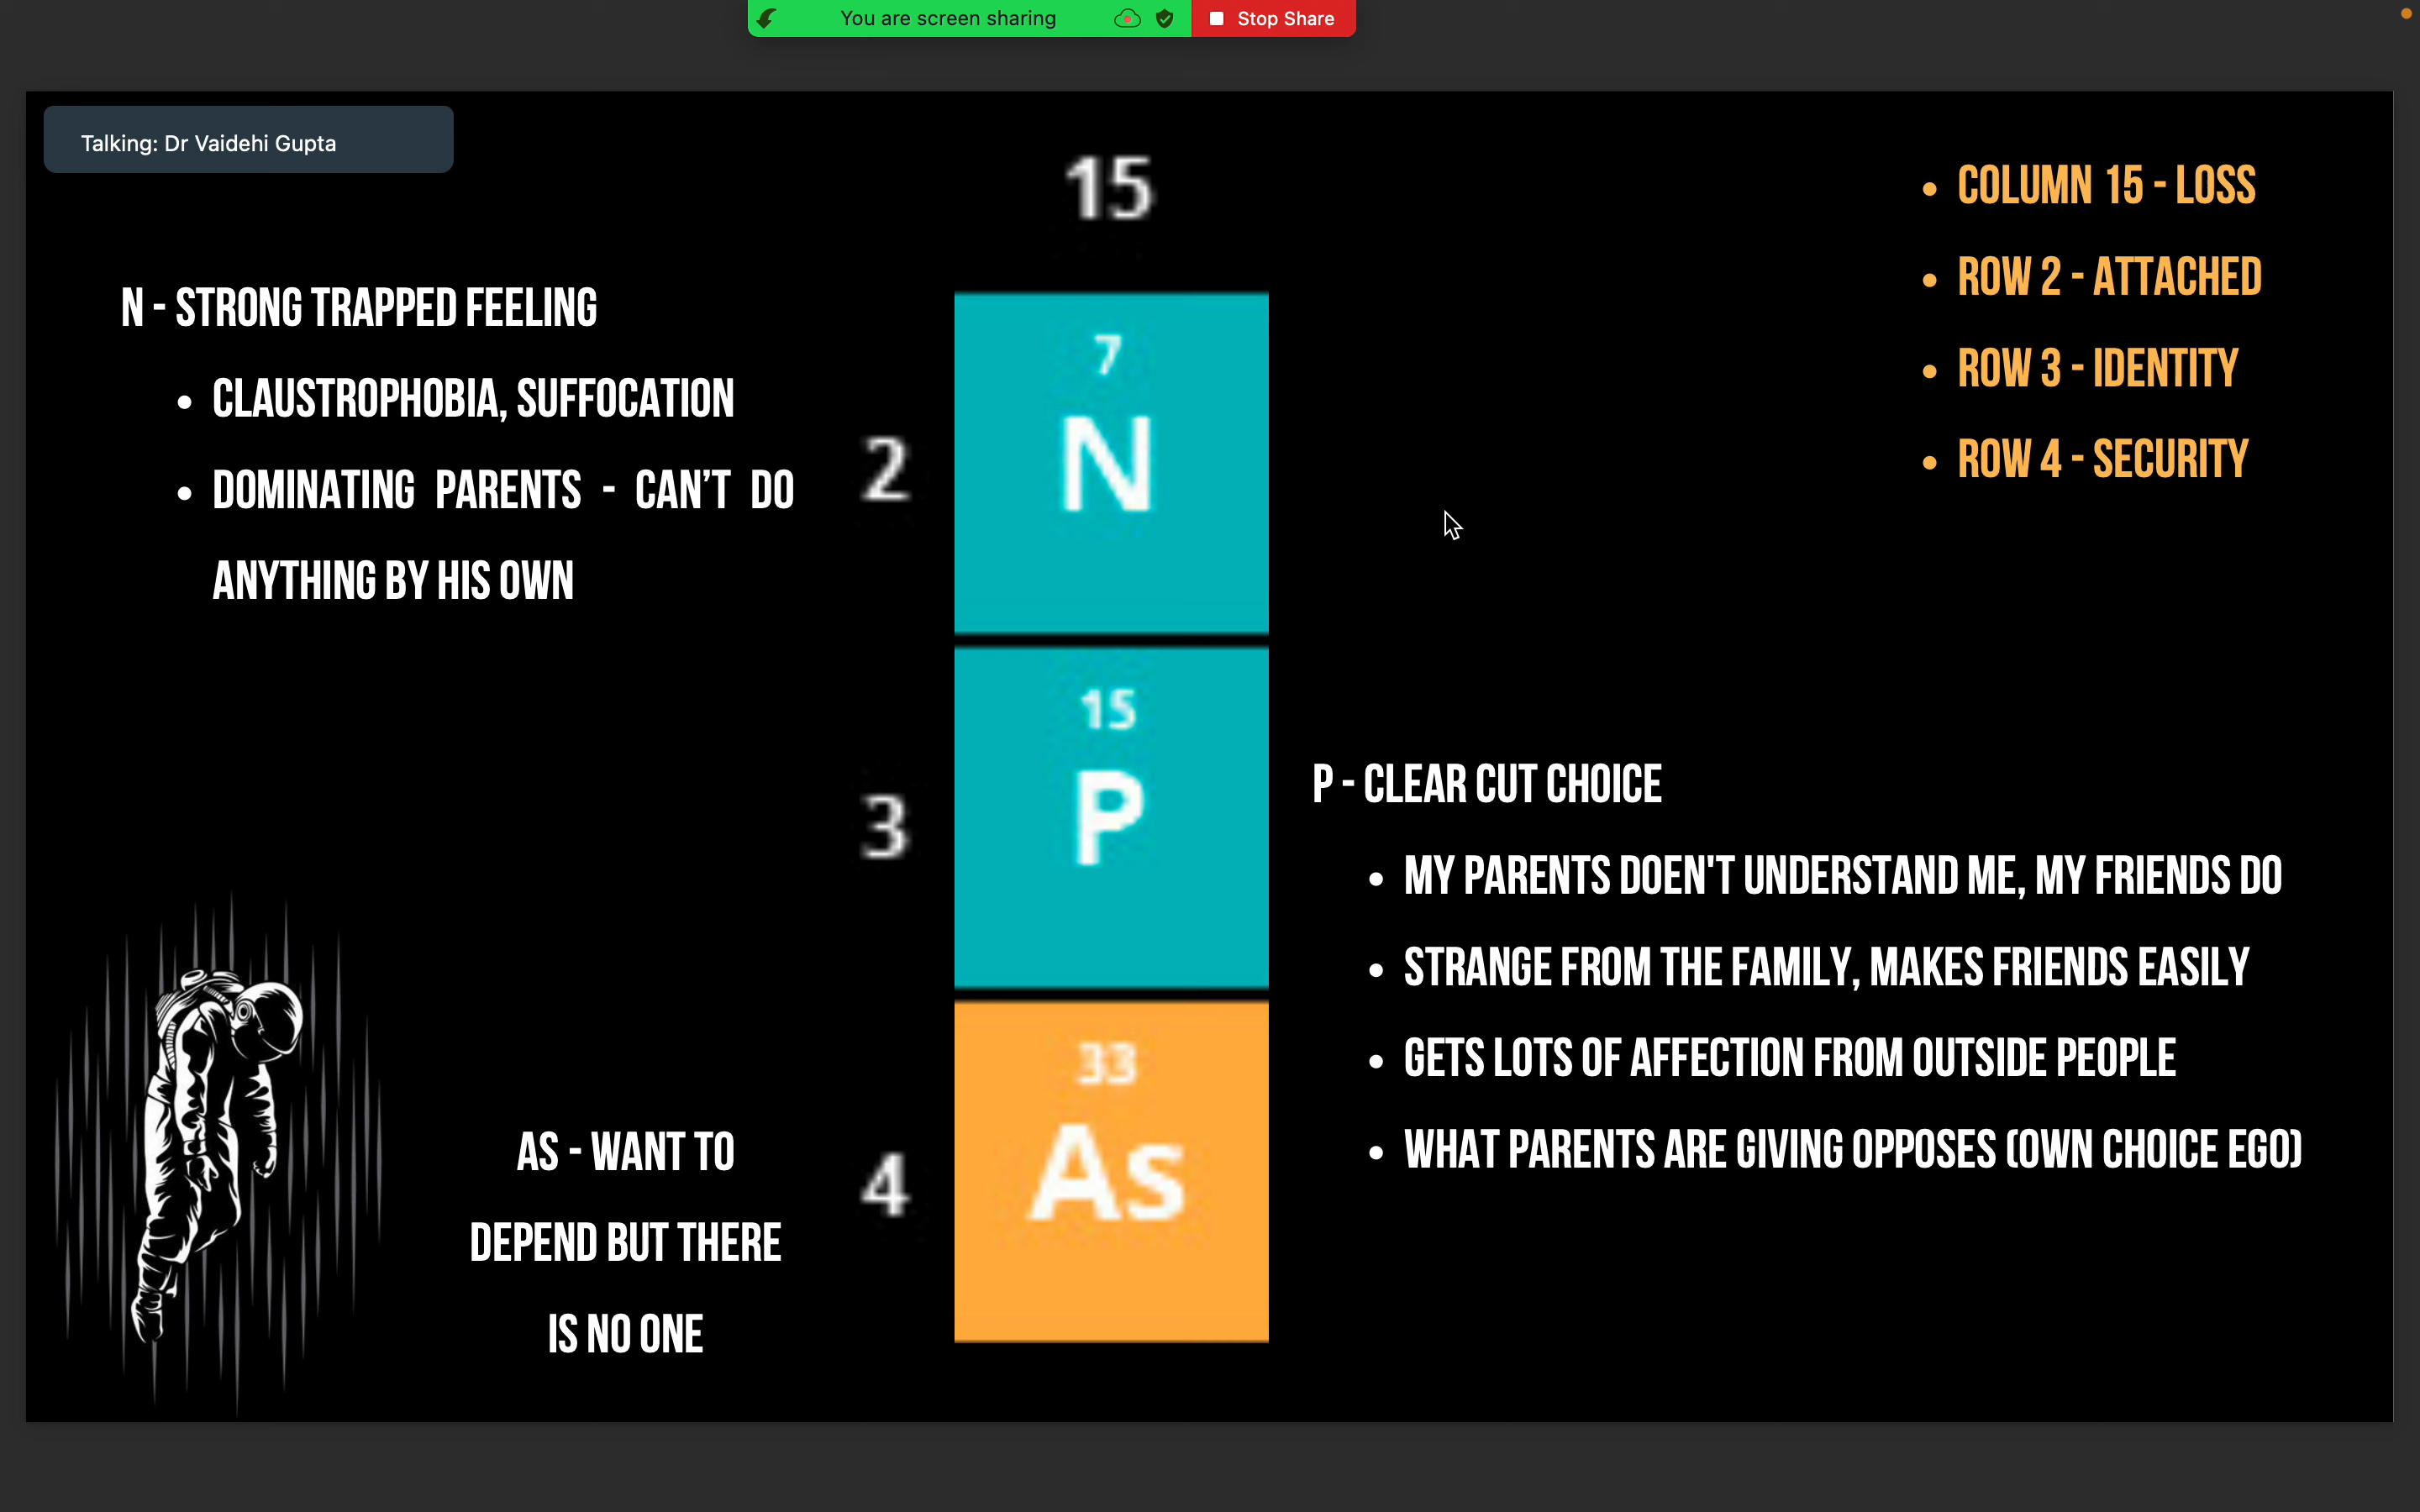 You are screen sharing
Stop Share
Talking: Dr Vaidehi Gupta
15
COLUMN 15 - LOSS
ROW 2 - ATTACHED
ROW 3 - IDENTITY
ROW 4 - SECURITY
N - STRONG TRAPPED FEELING
CLAUSTROPHOBIA, SUFFOCATION
DOMINATING PARENTS - CAN’T DO
ANYTHING BY HIS OWN
2
7
N
3
15
P
P - CLEAR CUT CHOICE
MY PARENTS DOEN'T UNDERSTAND ME, MY FRIENDS DO
STRANGE FROM THE FAMILY, MAKES FRIENDS EASILY
GETS LOTS OF AFFECTION FROM OUTSIDE PEOPLE
WHAT PARENTS ARE GIVING OPPOSES (OWN CHOICE EGO)
AS - WANT TO
DEPEND BUT THERE
IS NO ONE
4
33
As